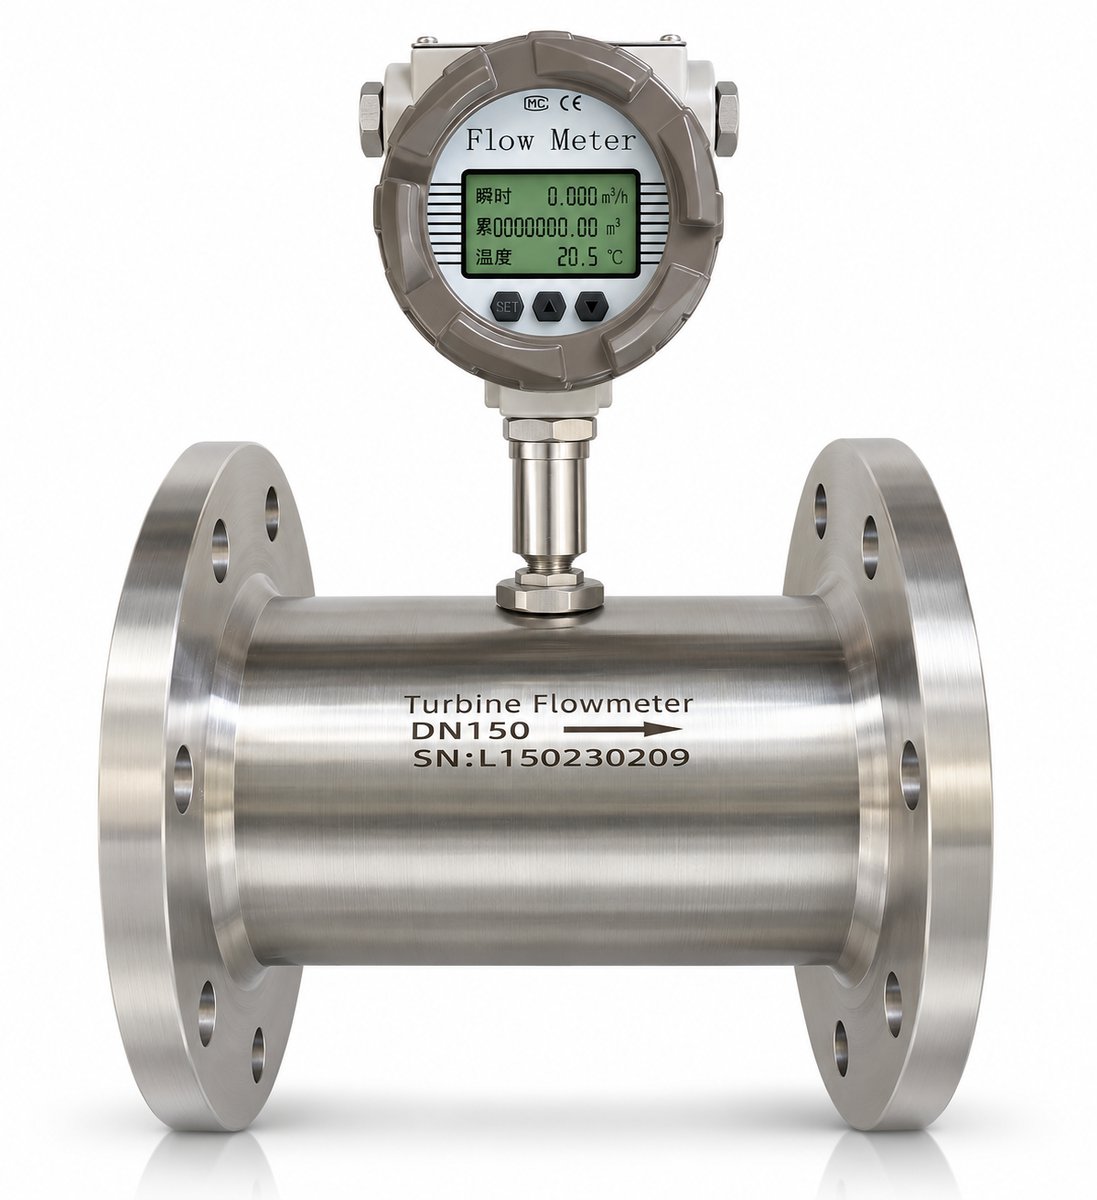 MC CE
Flow Meter
瞬时 0.000 m³/h
累0000000.00 m³
温度 20.5 ℃
SET ▲ ▼
Turbine Flowmeter
DN150 →
SN:L150230209